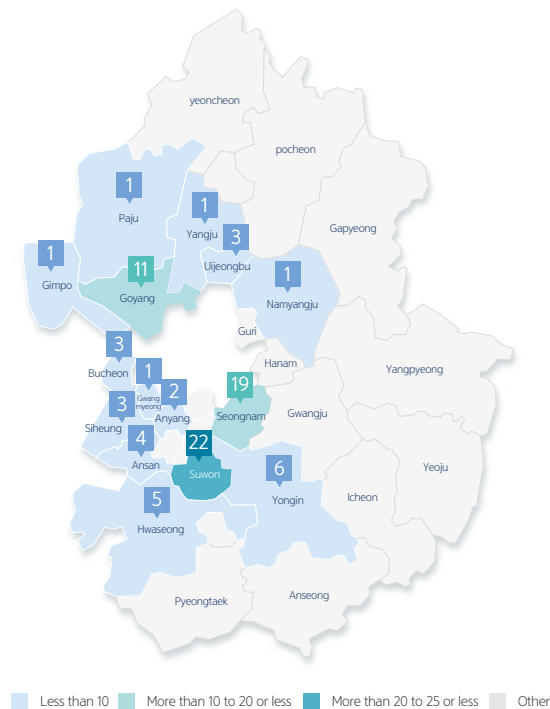 yeoncheon
pocheon
1
Paju
1
Yangju
Gapyeong
3
Uijeongbu
1
Gimpo
11
Goyang
1
Namyangju
Guri
3
Bucheon
Hanam
1
Gwang
myeong
2
Anyang
19
Seongnam
Yangpyeong
Gwangju
3
Siheung
4
Ansan
22
Suwon
6
Yongin
Yeoju
Icheon
5
Hwaseong
Pyeongtaek
Anseong
Less than 10
More than 10 to 20 or less
More than 20 to 25 or less
Other